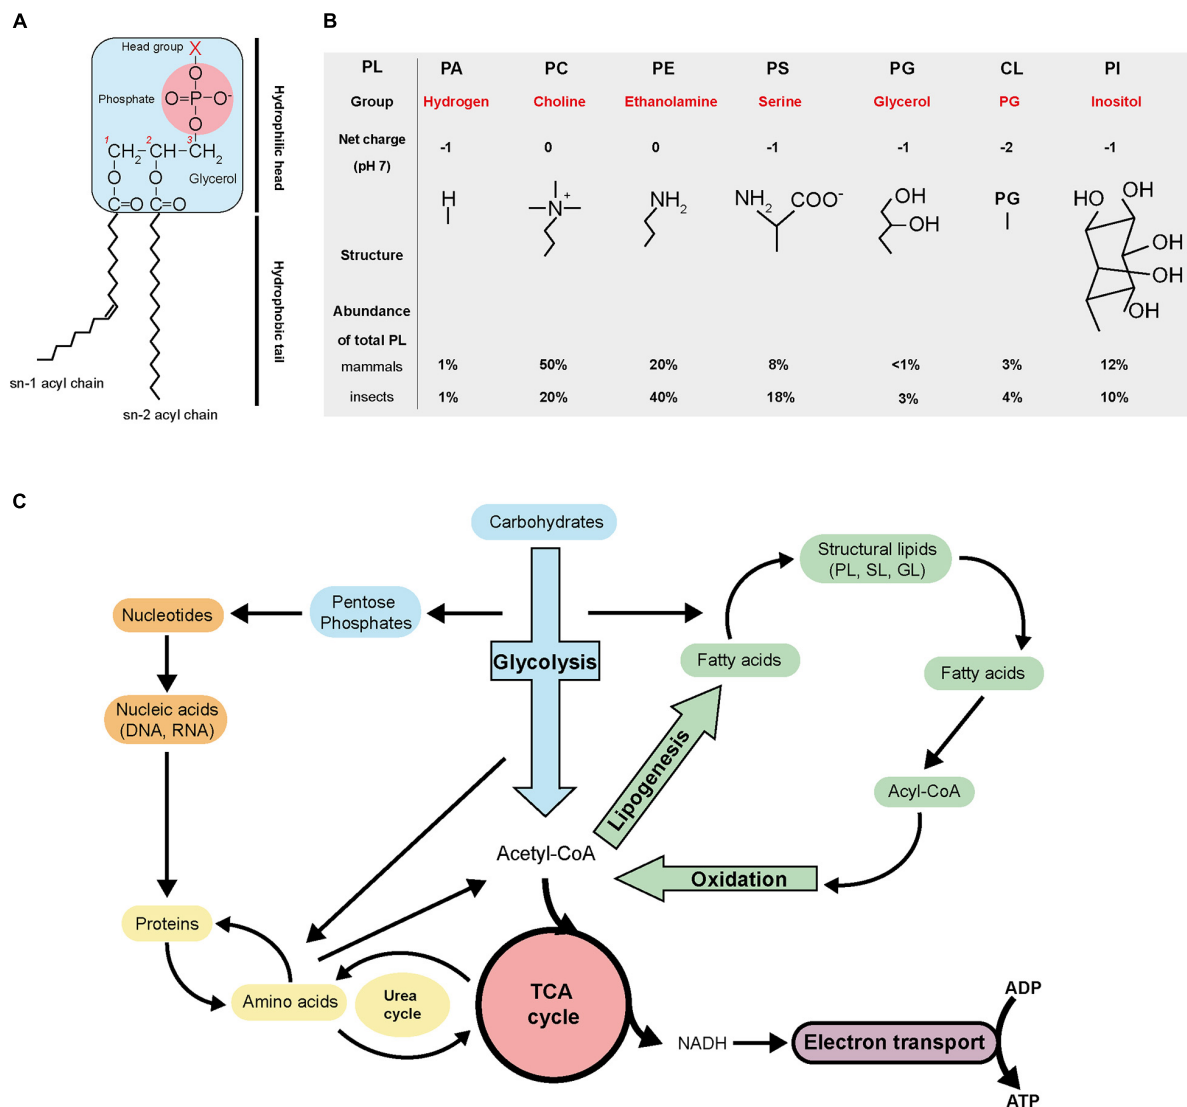 A
Head group X
O
Phosphate O=P-O-
O
1 2 3
CH2-CH-CH2
O O Glycerol
C=O C=O
Hydrophilic head
Hydrophobic tail
sn-1 acyl chain
sn-2 acyl chain
B
PL PA PC PE PS PG CL PI
Group Hydrogen Choline Ethanolamine Serine Glycerol PG Inositol
Net charge
(pH 7) -1 0 0 -1 -1 -2 -1
Structure
H
N+
NH2
NH2 COO-
OH
OH
PG
HO OH
OH
OH
OH
Abundance
of total PL
mammals 1% 50% 20% 8% <1% 3% 12%
insects 1% 20% 40% 18% 3% 4% 10%
C
Carbohydrates
Structural lipids
(PL, SL, GL)
Nucleotides
Pentose
Phosphates
Glycolysis
Fatty acids
Fatty acids
Nucleic acids
(DNA, RNA)
Lipogenesis
Acyl-CoA
Acetyl-CoA
Oxidation
Proteins
Amino acids
Urea
cycle
TCA
cycle
NADH
Electron transport
ADP
ATP